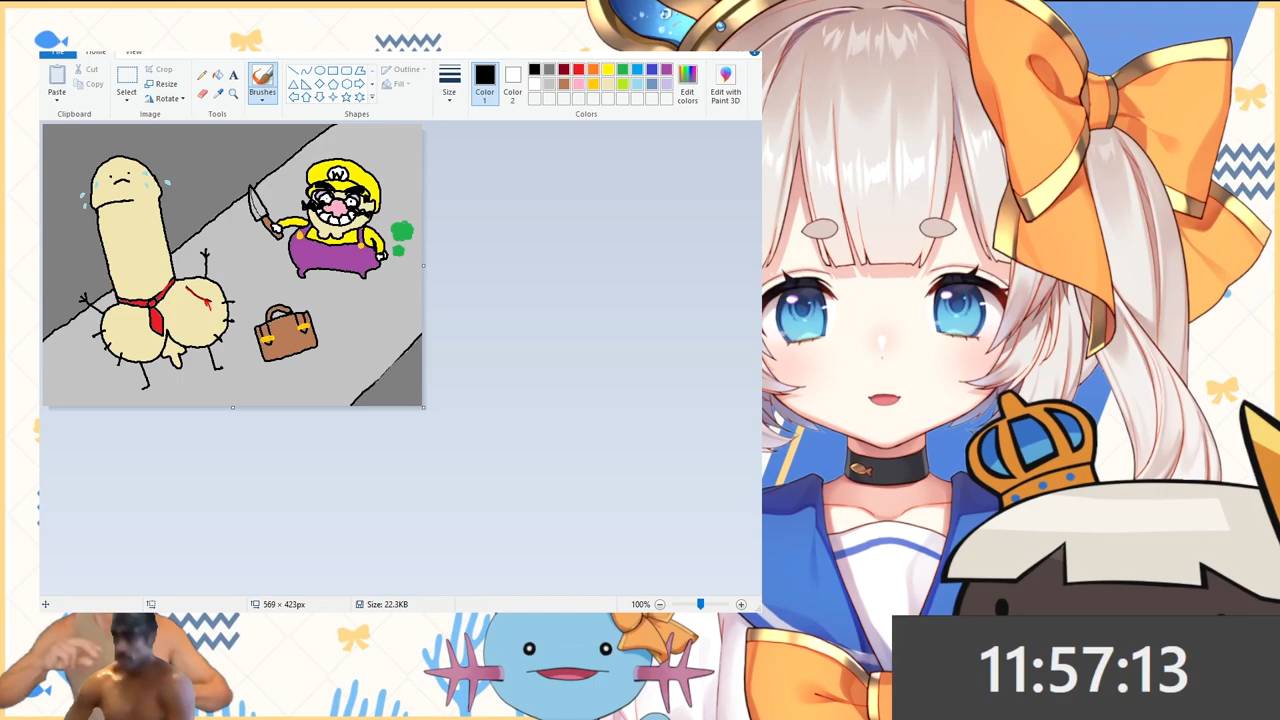 File Home View
Paste
Cut
Copy
Clipboard
Select
Crop
Resize
Rotate
Image
A
Tools
Brushes
Outline
Fill
Shapes
Size
Color
1
Color
2
Edit
colors
Edit with
Paint 3D
Colors
W
569 × 423px
Size: 22.3KB
100%
11:57:13